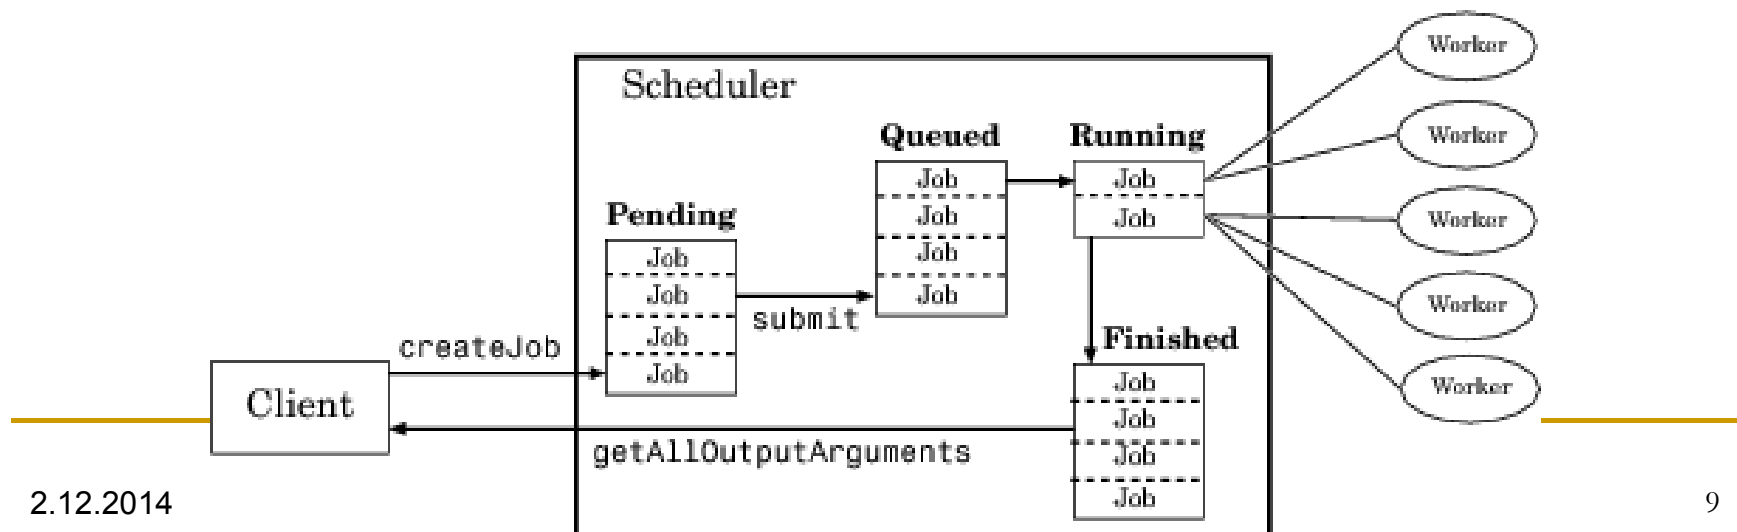 Scheduler
Pending
Job
Job
Job
Job
Queued
Job
Job
Job
Job
Running
Job
Job
Finished
Job
Job
Job
Job
Worker
Worker
Worker
Worker
Worker
createJob
submit
Client
getAllOutputArguments
2.12.2014
9